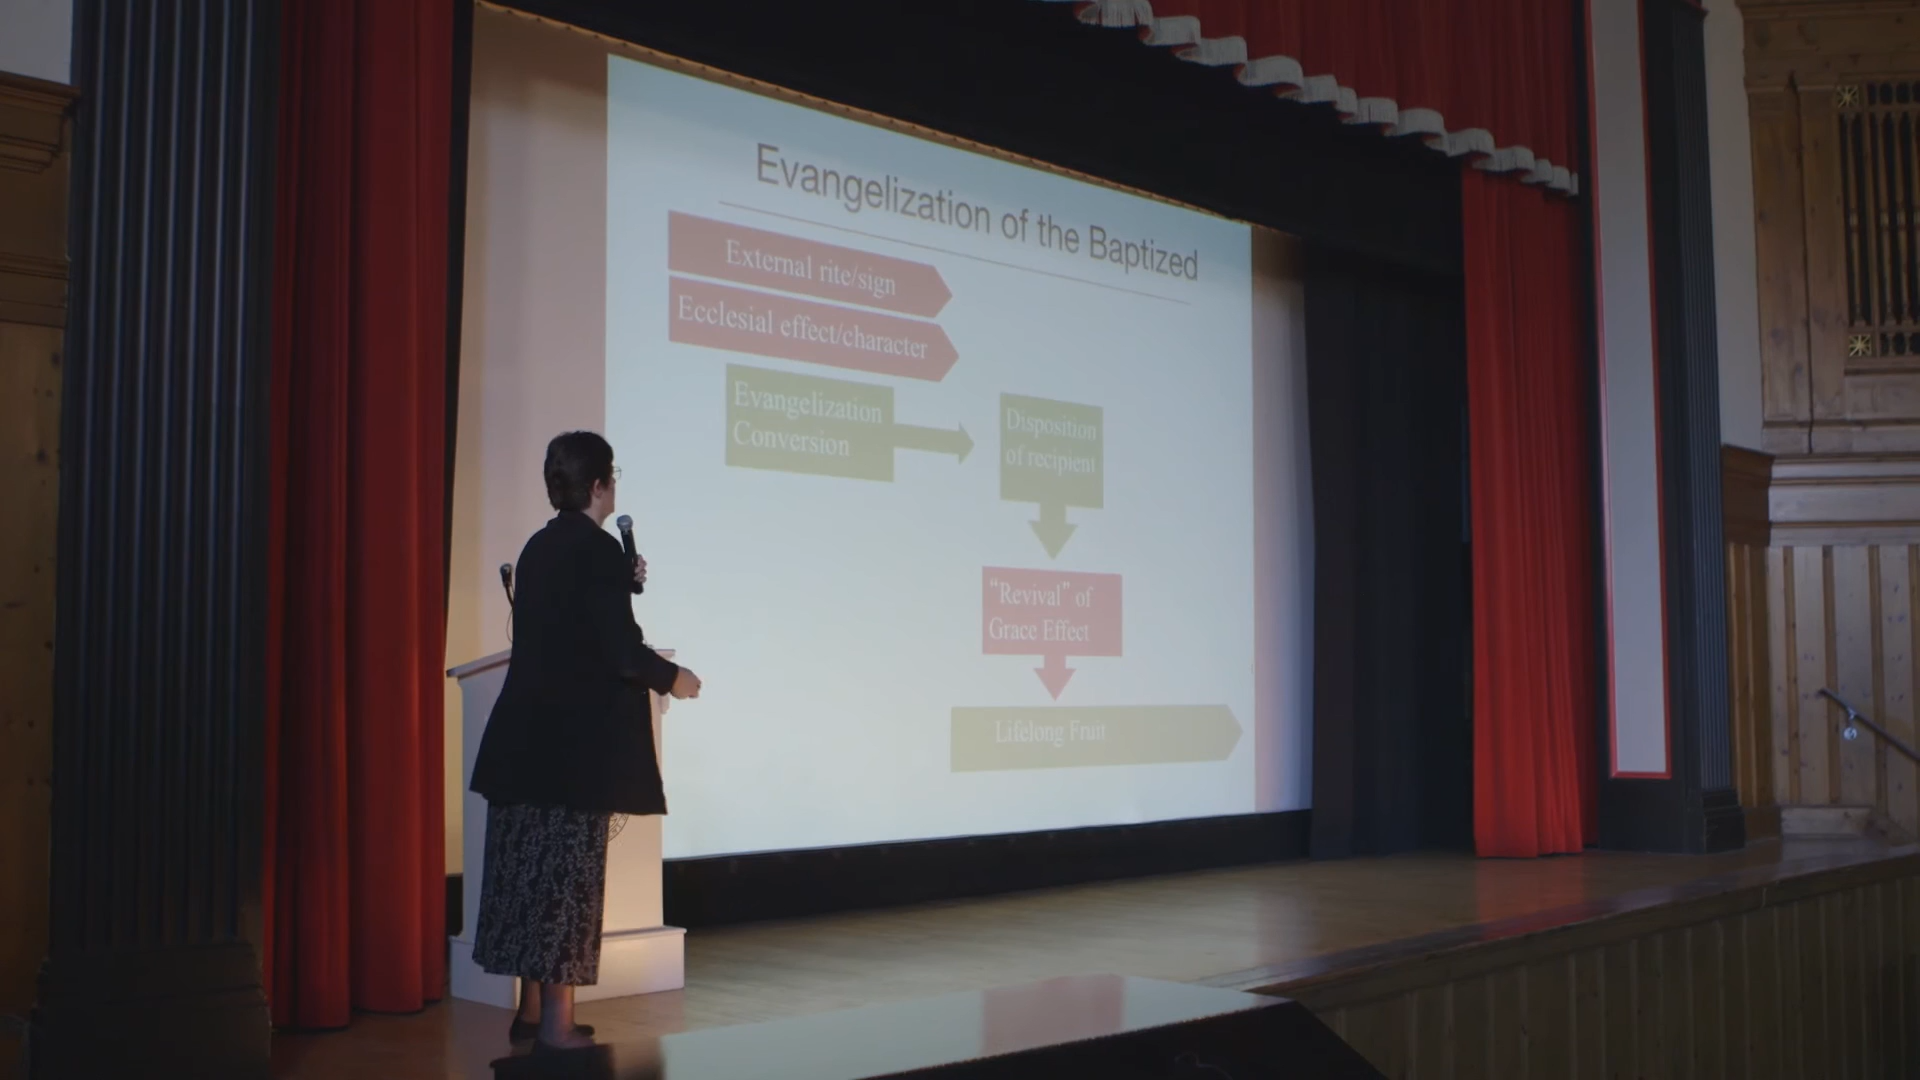 Evangelization of the Baptized
External rite/sign
Ecclesial effect/character
Evangelization
Conversion
Disposition
of recipient
“Revival” of
Grace Effect
Lifelong Fruit